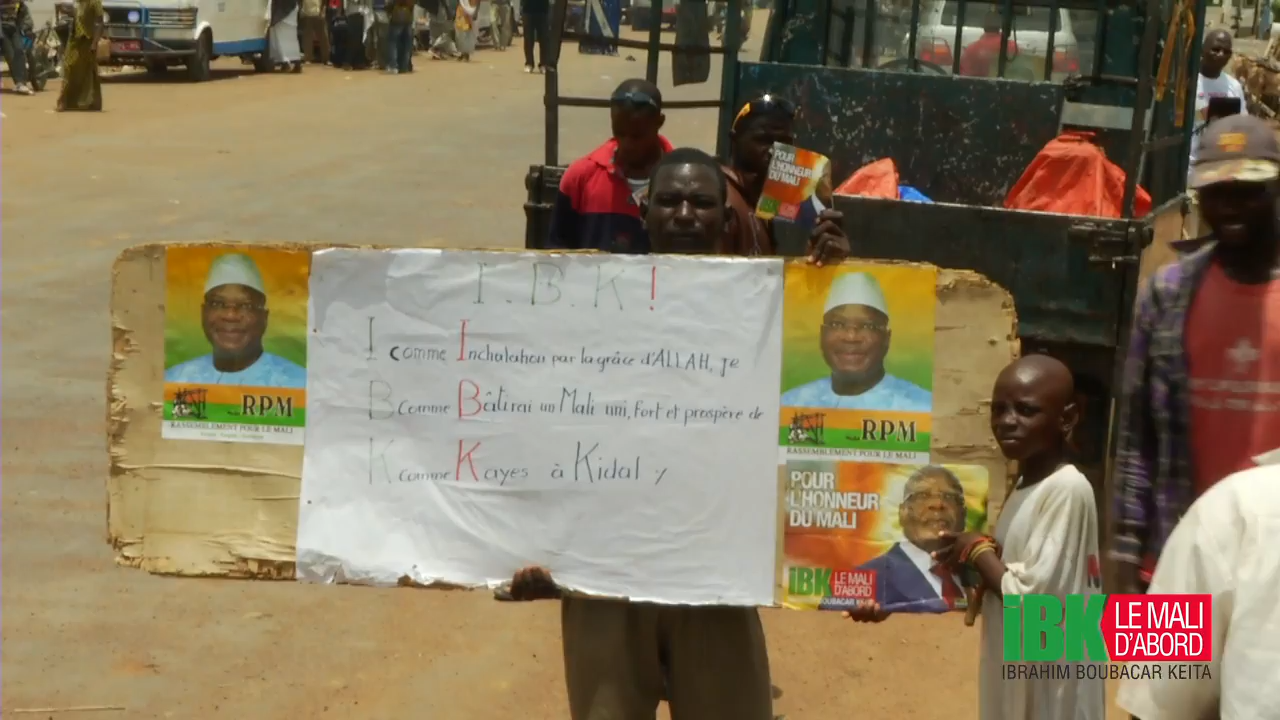 POUR
L'HONNEUR
DU MALI
I.B.K!
I comme Inchalahou par la grâce d'ALLAH, je
B comme Bâtirai un Mali uni, fort et prospère de
K comme Kayes à Kidal
RPM
RASSEMBLEMENT POUR LE MALI
RPM
RASSEMBLEMENT POUR LE MALI
POUR
L'HONNEUR
DU MALI
IBK LE MALI
D'ABORD
iBK LE MALI
D'ABORD
IBRAHIM BOUBACAR KEITA